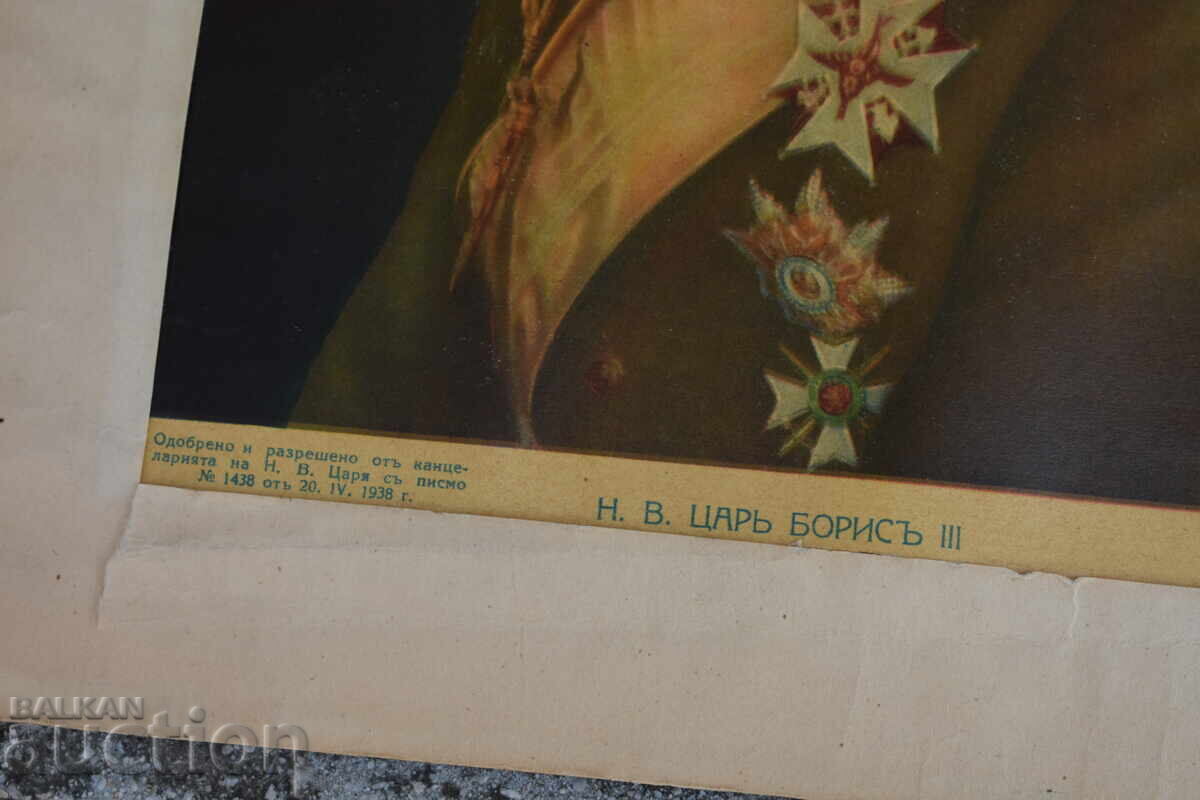 Одобрено и разрешено отъ канце-
ларията на Н. В. Царя съ писмо
№ 1438 отъ 20. IV. 1938 г.
Н. В. ЦАРЬ БОРИСЪ III
BALKAN
auction